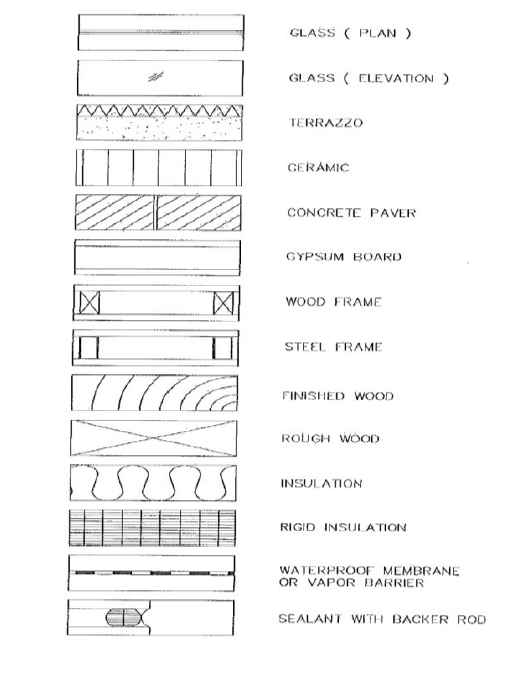 GLASS ( PLAN )
GLASS ( ELEVATION )
TERRAZZO
CERAMIC
CONCRETE PAVER
GYPSUM BOARD
WOOD FRAME
STEEL FRAME
FINISHED WOOD
ROUGH WOOD
INSULATION
RIGID INSULATION
WATERPROOF MEMBRANE
OR VAPOR BARRIER
SEALANT WITH BACKER ROD